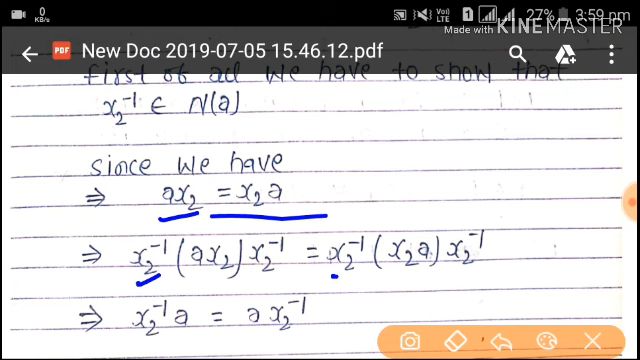 0 KB/s Vo) LTE 1 27% 3:59 pm
Made with KINEMASTER
← PDF New Doc 2019-07-05 15.46,12.pdf
first of all we have to show that
x₂⁻¹ ∈ N(a)
since we have
⇒ ax₂ = x₂a
⇒ x₂⁻¹(ax₂)x₂⁻¹ = x₂⁻¹(x₂a)x₂⁻¹
⇒ x₂⁻¹a = ax₂⁻¹